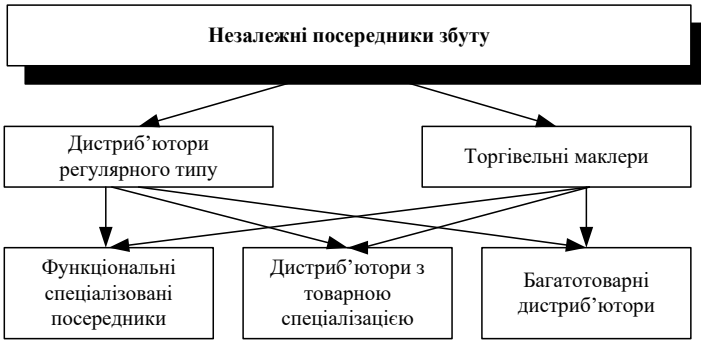 Незалежні посередники збуту
Дистриб’ютори
регулярного типу
Торгівельні маклери
Функціональні
спеціалізовані
посередники
Дистриб’ютори з
товарною
спеціалізацією
Багатотоварні
дистриб’ютори